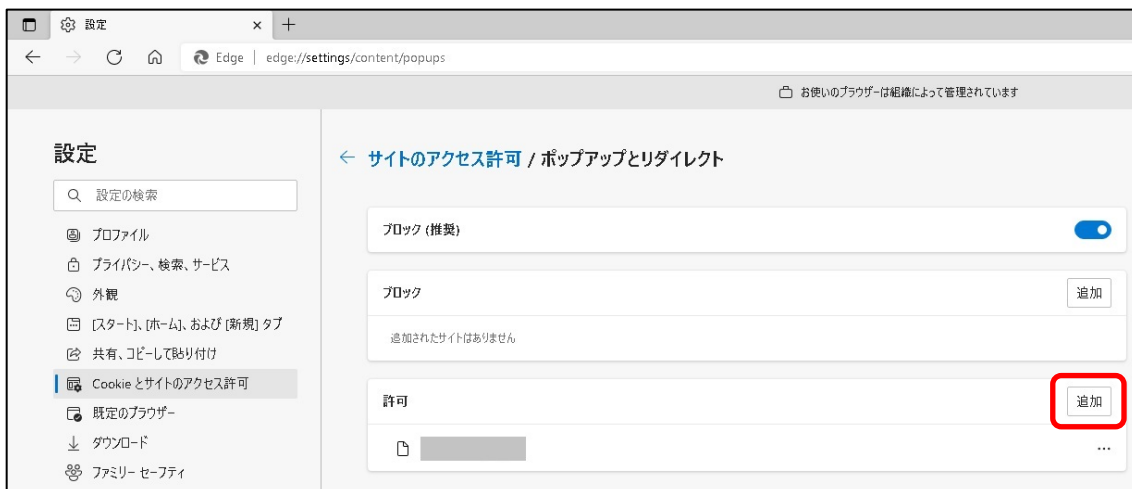 設定
Edge | edge://settings/content/popups
お使いのブラウザーは組織によって管理されています
設定
設定の検索
プロファイル
プライバシー、検索、サービス
外観
[スタート]、[ホーム]、および [新規] タブ
共有、コピーして貼り付け
Cookie とサイトのアクセス許可
既定のブラウザー
ダウンロード
ファミリー セーフティ
サイトのアクセス許可 / ポップアップとリダイレクト
ブロック (推奨)
ブロック
追加
追加されたサイトはありません
許可
追加